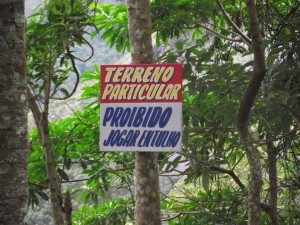 TERRENO
PARTICULAR
PROIBIDO
JOGAR ENTULHO